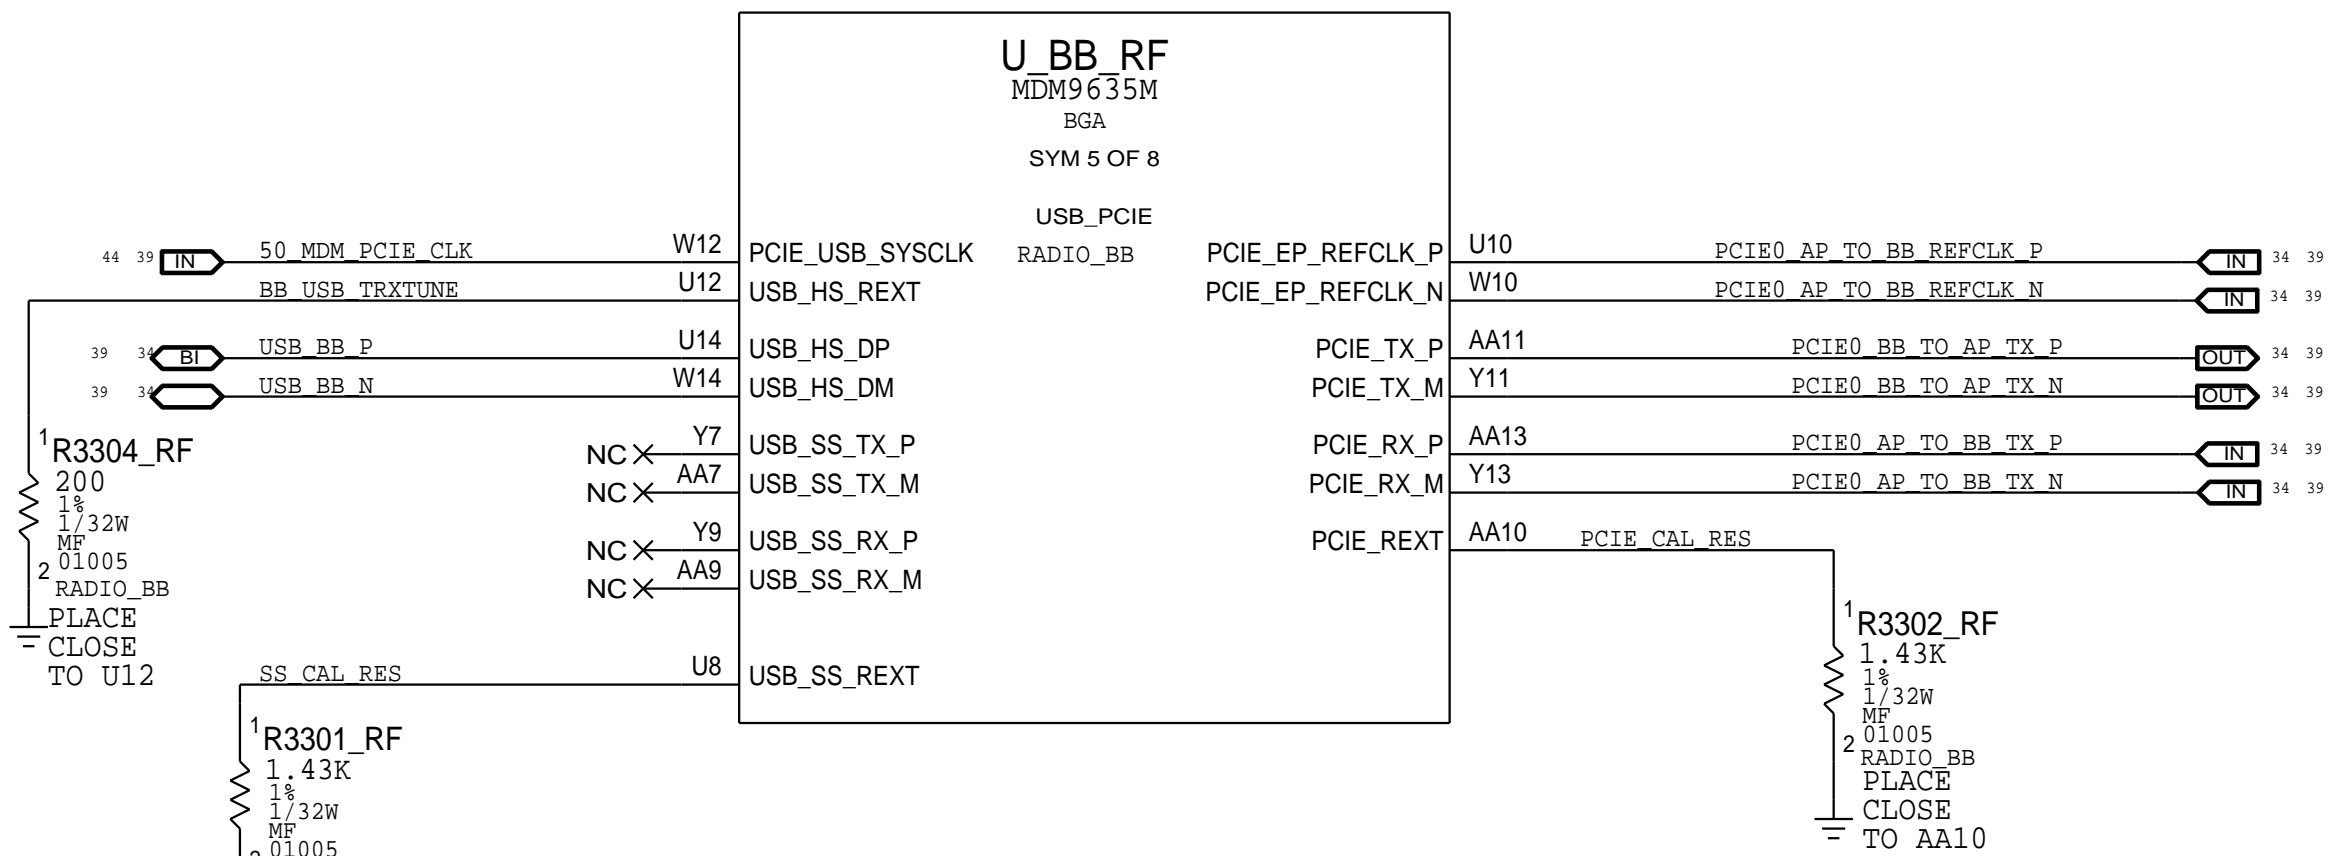 U_BB_RF
MDM9635M
BGA
SYM 5 OF 8
USB_PCIE
RADIO_BB
44 39 IN 50_MDM_PCIE_CLK W12 PCIE_USB_SYSCLK
BB_USB_TRXTUNE U12 USB_HS_REXT
39 34 BI USB_BB_P U14 USB_HS_DP
39 34 USB_BB_N W14 USB_HS_DM
NC Y7 USB_SS_TX_P
NC AA7 USB_SS_TX_M
NC Y9 USB_SS_RX_P
NC AA9 USB_SS_RX_M
SS_CAL_RES U8 USB_SS_REXT
PCIE_EP_REFCLK_P U10 PCIE0_AP_TO_BB_REFCLK_P IN 34 39
PCIE_EP_REFCLK_N W10 PCIE0_AP_TO_BB_REFCLK_N IN 34 39
PCIE_TX_P AA11 PCIE0_BB_TO_AP_TX_P OUT 34 39
PCIE_TX_M Y11 PCIE0_BB_TO_AP_TX_N OUT 34 39
PCIE_RX_P AA13 PCIE0_AP_TO_BB_TX_P IN 34 39
PCIE_RX_M Y13 PCIE0_AP_TO_BB_TX_N IN 34 39
PCIE_REXT AA10 PCIE_CAL_RES
1
R3304_RF
200
1%
1/32W
MF
01005
2
RADIO_BB
PLACE
CLOSE
TO U12
1
R3301_RF
1.43K
1%
1/32W
MF
01005
2
1
R3302_RF
1.43K
1%
1/32W
MF
01005
2
RADIO_BB
PLACE
CLOSE
TO AA10